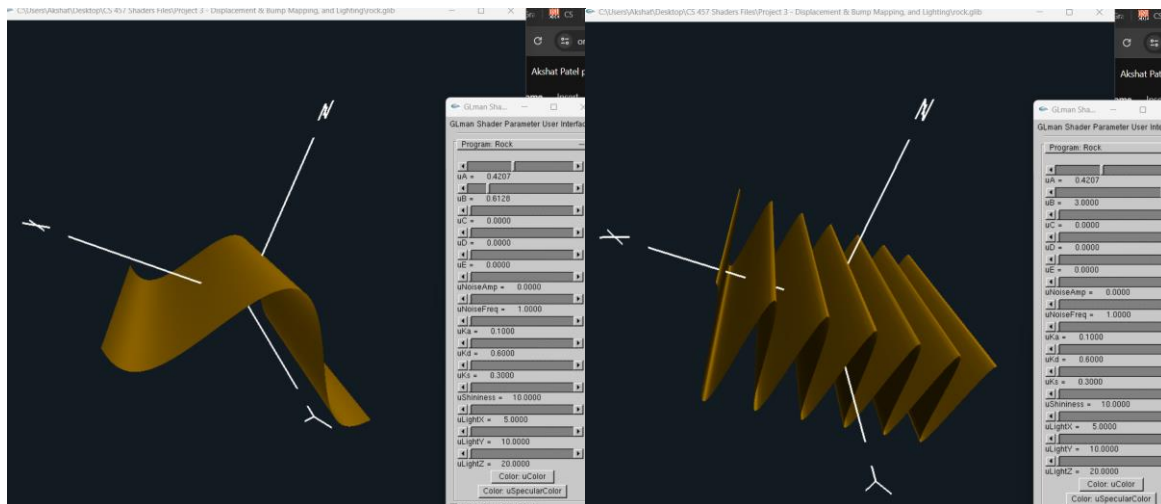 C:\Users\Akshat\Desktop\CS 457 Shaders Files\Project 3 - Displacement & Bump Mapping, and Lighting\rock.glib
CS
or
Akshat Patel p
GLman Sha...
GLman Shader Parameter User Interfac
Program: Rock
uA = 0.4207
uB = 0.6128
uC = 0.0000
uD = 0.0000
uE = 0.0000
uNoiseAmp = 0.0000
uNoiseFreq = 1.0000
uKa = 0.1000
uKd = 0.6000
uKs = 0.3000
uShininess = 10.0000
uLightX = 5.0000
uLightY = 10.0000
uLightZ = 20.0000
Color: uColor
Color: uSpecularColor
X
Y
Z
C:\Users\Akshat\Desktop\CS 457 Shaders Files\Project 3 - Displacement & Bump Mapping, and Lighting\rock.glib
CS
or
Akshat Pat
GLman Sha...
GLman Shader Parameter User Inter
Program: Rock
uA = 0.4207
uB = 3.0000
uC = 0.0000
uD = 0.0000
uE = 0.0000
uNoiseAmp = 0.0000
uNoiseFreq = 1.0000
uKa = 0.1000
uKd = 0.6000
uKs = 0.3000
uShininess = 10.0000
uLightX = 5.0000
uLightY = 10.0000
uLightZ = 20.0000
Color: uColor
Color: uSpecularColor
X
Y
Z